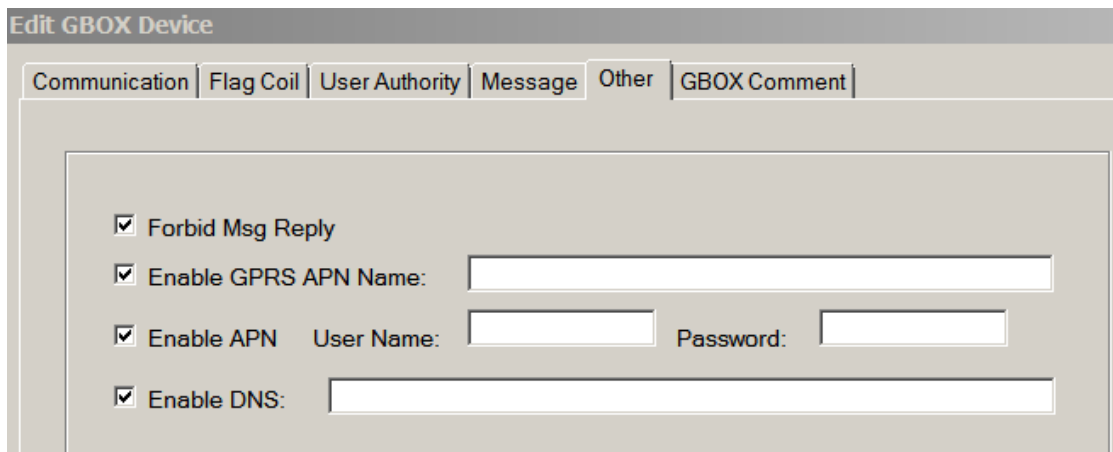 Edit GBOX Device
Communication Flag Coil User Authority Message Other GBOX Comment
Forbid Msg Reply
Enable GPRS APN Name:
Enable APN User Name: Password:
Enable DNS: